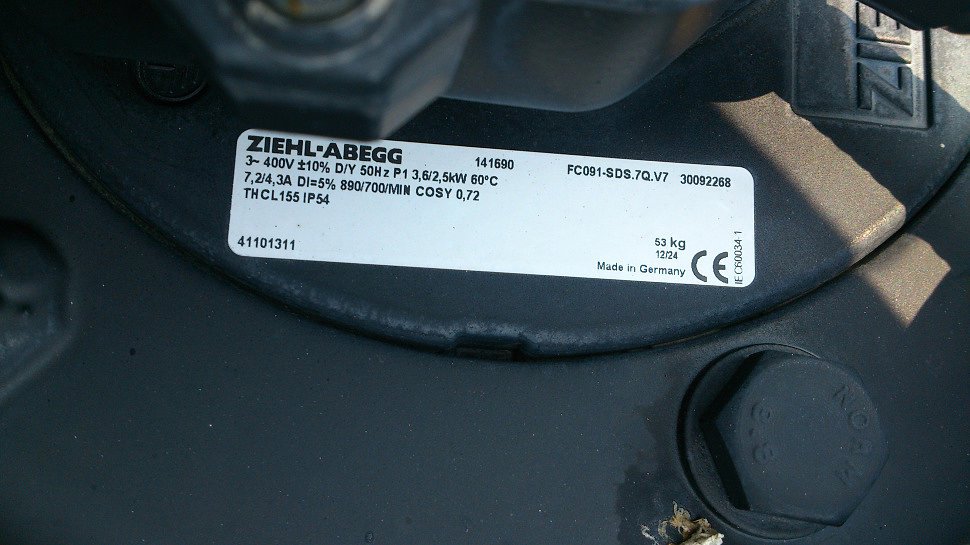 ZIEHL-ABEGG 141690 FC091-SDS.7Q.V7 30092268
3~ 400V ±10% D/Y 50Hz P1 3,6/2,5kW 60°C
7,2/4,3A DI=5% 890/700/MIN COSY 0,72
THCL155 IP54
41101311
53 kg
12/24
Made in Germany CE
IEC60034-1
ZIE
8.8